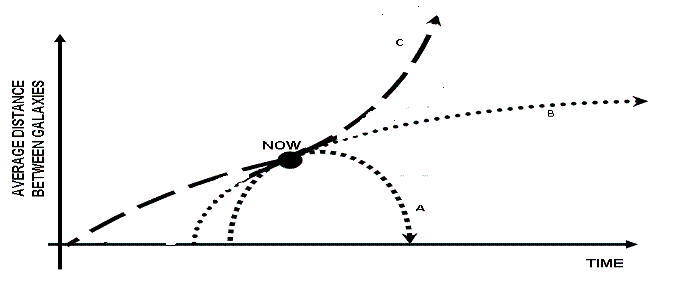 C
B
NOW
A
AVERAGE DISTANCE
BETWEEN GALAXIES
TIME